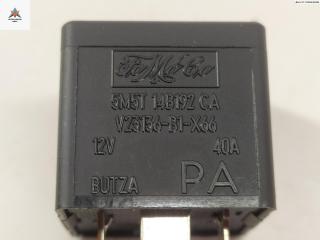 FoMoCo
5M5T 14B192 CA
V23136-B1-X66
12V 40A
BUTZA PA